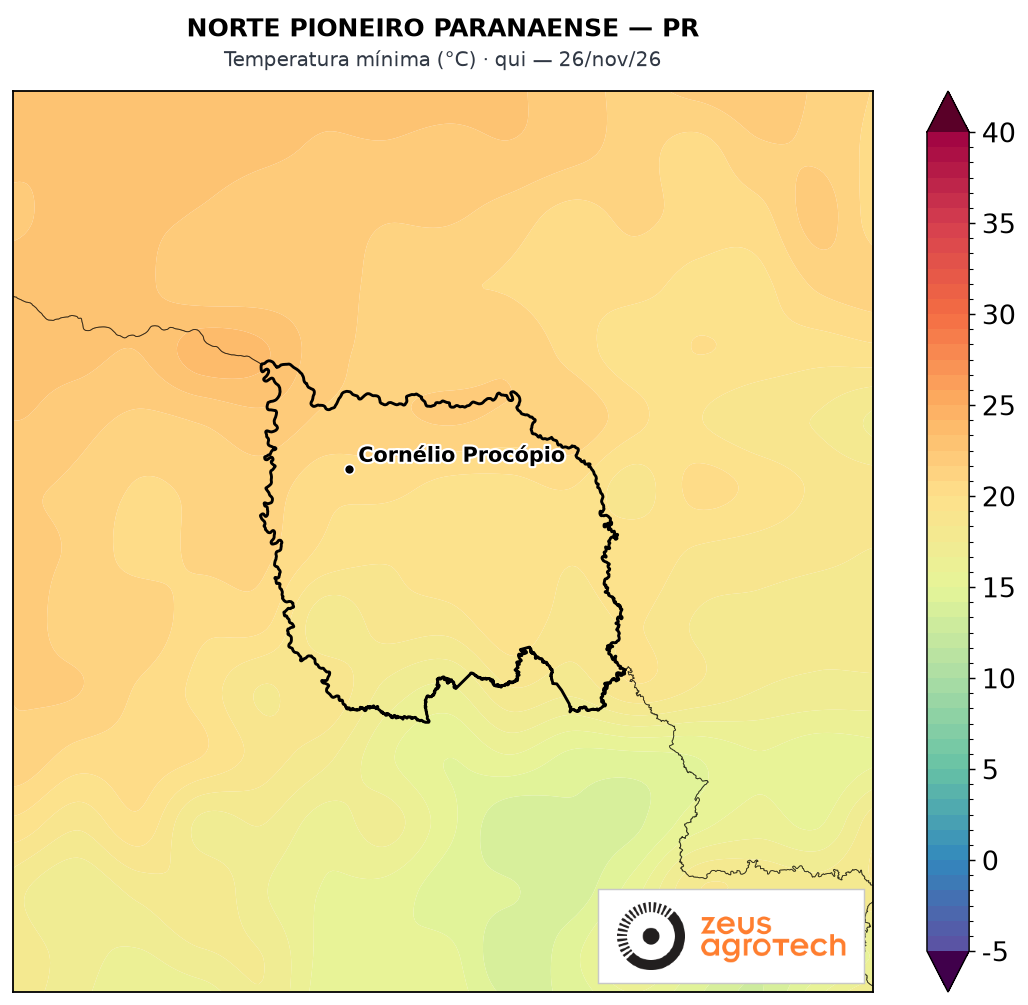 NORTE PIONEIRO PARANAENSE — PR
Temperatura mínima (°C) · qui — 26/nov/26
40
35
30
25
20
15
10
5
0
-5
Cornélio Procópio
zeus
agrotech